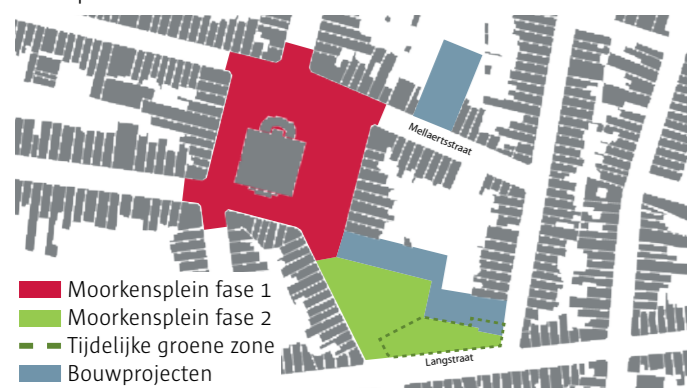 Mellaertsstraat
Moorkensplein fase 1
Moorkensplein fase 2
Tijdelijke groene zone
Langstraat
Bouwprojecten